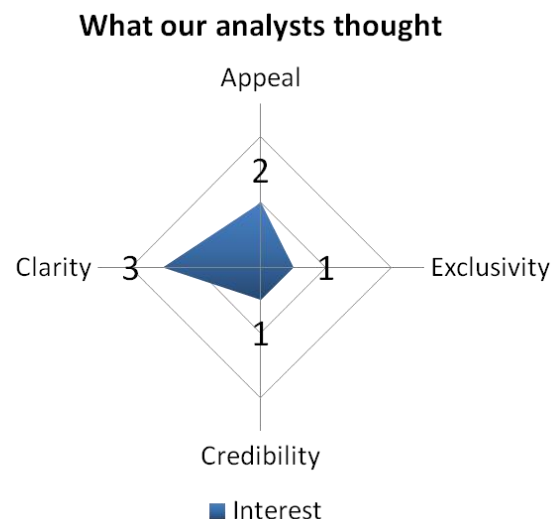 What our analysts thought
Appeal
2
Clarity 3 1 Exclusivity
1
Credibility
Interest